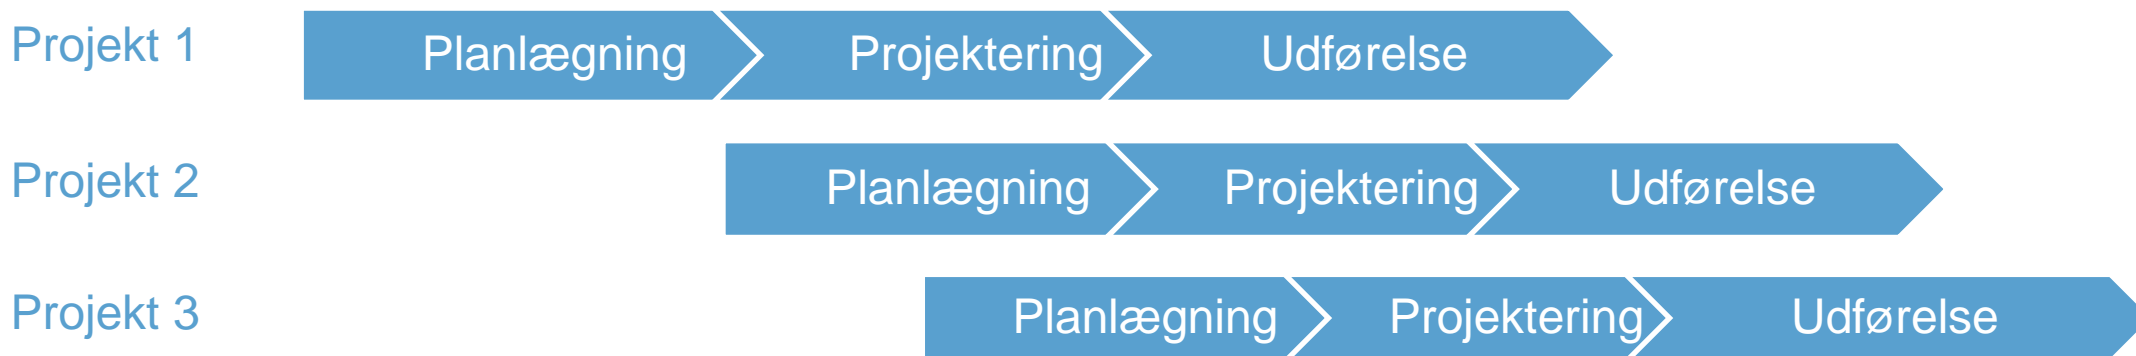 Projekt 1 Planlægning Projektering Udførelse
Projekt 2 Planlægning Projektering Udførelse
Projekt 3 Planlægning Projektering Udførelse